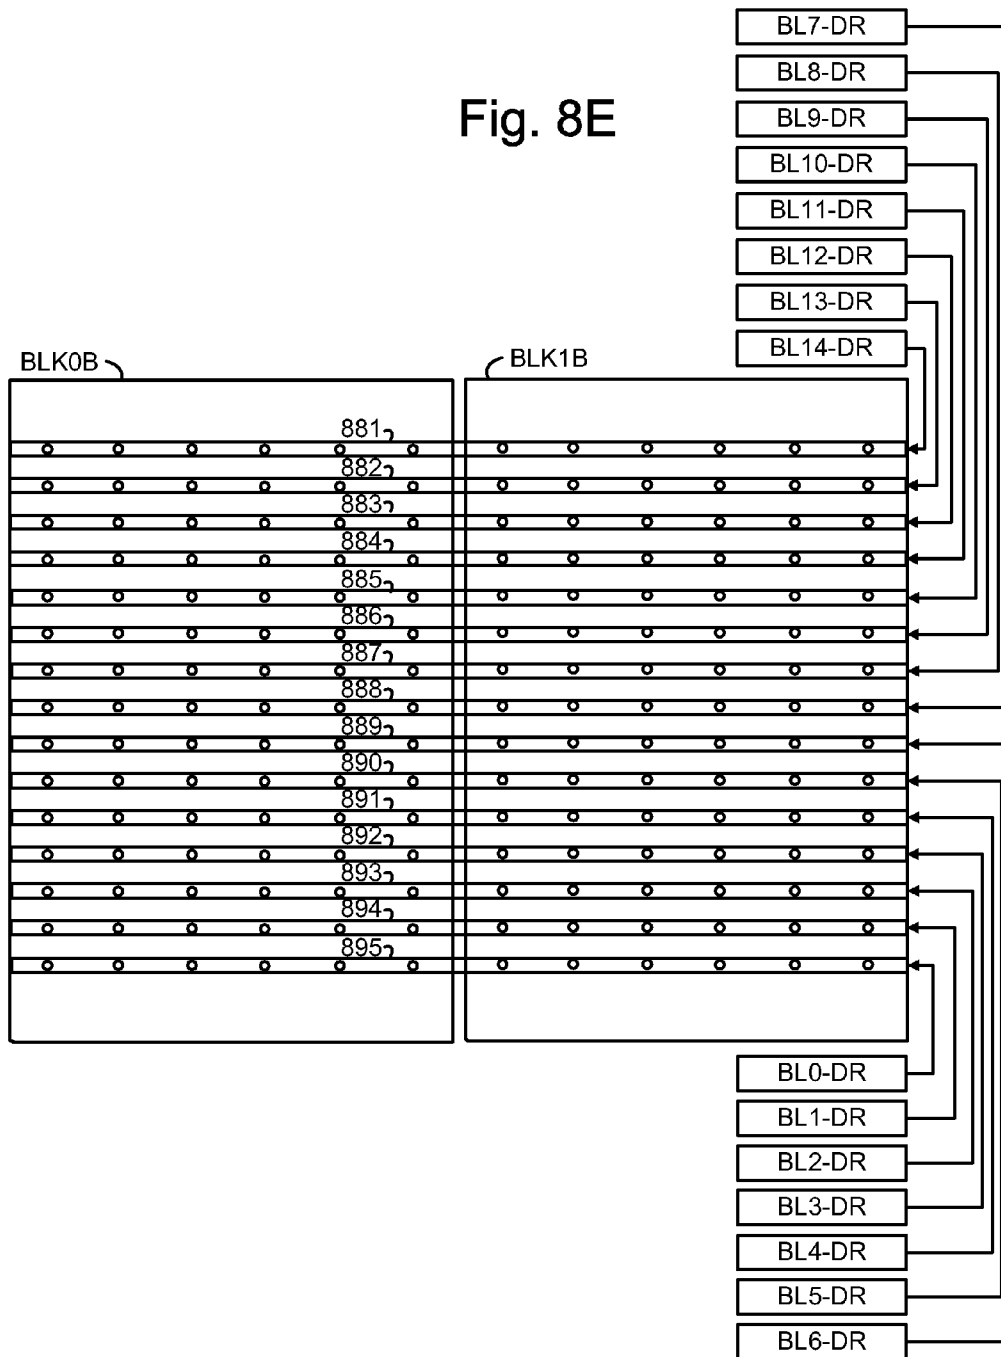 BL7-DR
BL8-DR
Fig. 8E
BL9-DR
BL10-DR
BL11-DR
BL12-DR
BL13-DR
BL14-DR
BLK0B
BLK1B
881
882
883
884
885
886
887
888
889
890
891
892
893
894
895
BL0-DR
BL1-DR
BL2-DR
BL3-DR
BL4-DR
BL5-DR
BL6-DR